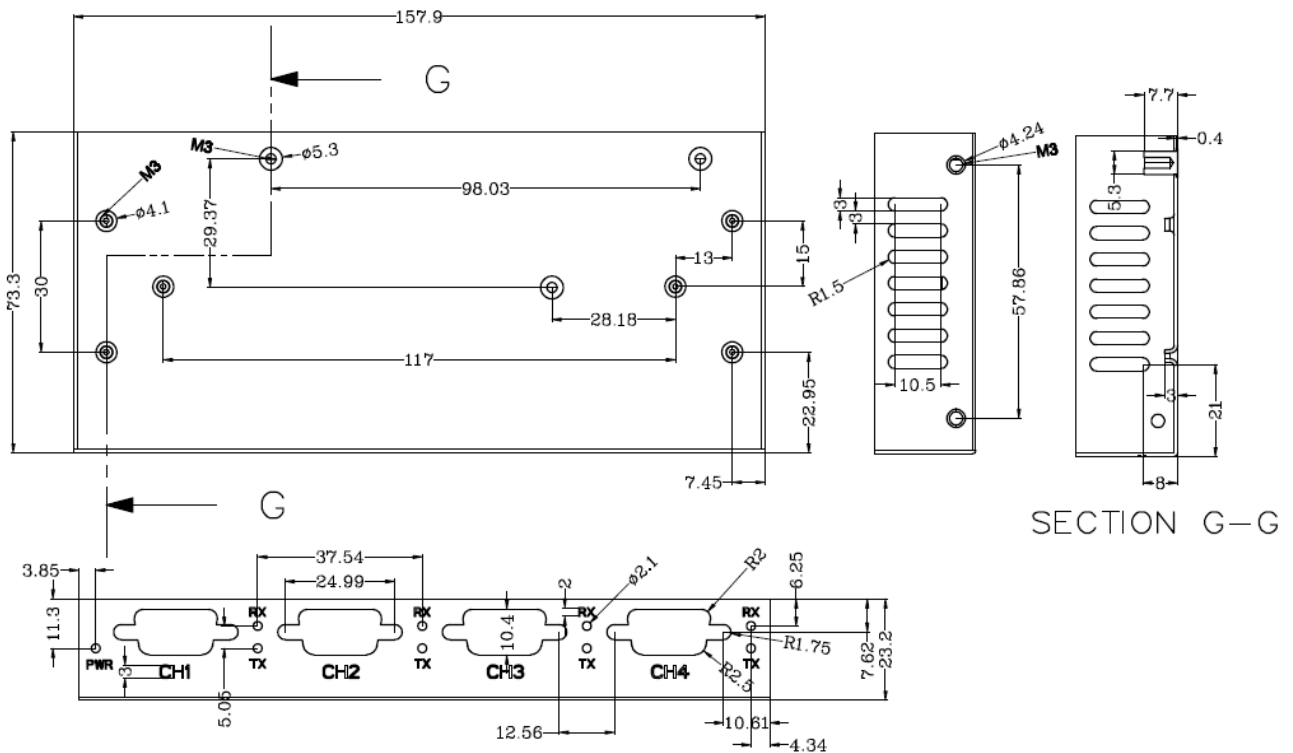 157.9
G
7.7
M3
ø5.3
ø4.24
M3
0.4
M3
98.03
5.3
ø4.1
29.37
3
3
13
15
73.3
30
R1.5
57.86
28.18
117
10.5
22.95
3
21
7.45
8
G
SECTION G-G
3.85
37.54
24.99
2
ø2.1
R2
6.25
11.3
RX
RX
RX
RX
10.4
R1.75
7.62
23.2
PWR
TX
TX
TX
TX
3
CH1
CH2
CH3
CH4
R2.5
5.05
12.56
10.61
4.34